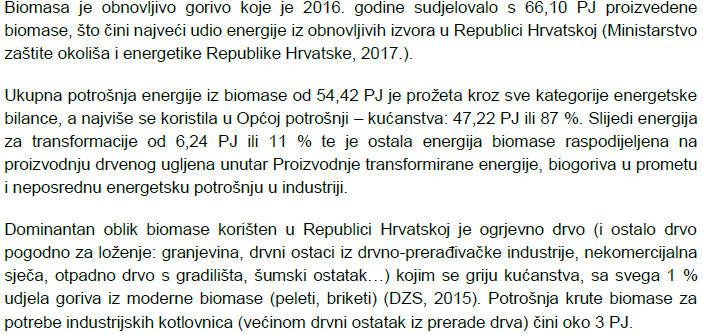 Biomasa je obnovljivo gorivo koje je 2016. godine sudjelovalo s 66,10 PJ proizvedene
biomase, što čini najveći udio energije iz obnovljivih izvora u Republici Hrvatskoj (Ministarstvo
zaštite okoliša i energetike Republike Hrvatske, 2017.).
Ukupna potrošnja energije iz biomase od 54,42 PJ je prožeta kroz sve kategorije energetske
bilance, a najviše se koristila u Općoj potrošnji – kućanstva: 47,22 PJ ili 87 %. Slijedi energija
za transformacije od 6,24 PJ ili 11 % te je ostala energija biomase raspodijeljena na
proizvodnju drvenog ugljena unutar Proizvodnje transformirane energije, biogoriva u prometu
i neposrednu energetsku potrošnju u industriji.
Dominantan oblik biomase korišten u Republici Hrvatskoj je ogrjevno drvo (i ostalo drvo
pogodno za loženje: granjevina, drvni ostaci iz drvno-prerađivačke industrije, nekomercijalna
sječa, otpadno drvo s gradilišta, šumski ostatak…) kojim se griju kućanstva, sa svega 1 %
udjela goriva iz moderne biomase (peleti, briketi) (DZS, 2015). Potrošnja krute biomase za
potrebe industrijskih kotlovnica (većinom drvni ostatak iz prerade drva) čini oko 3 PJ.